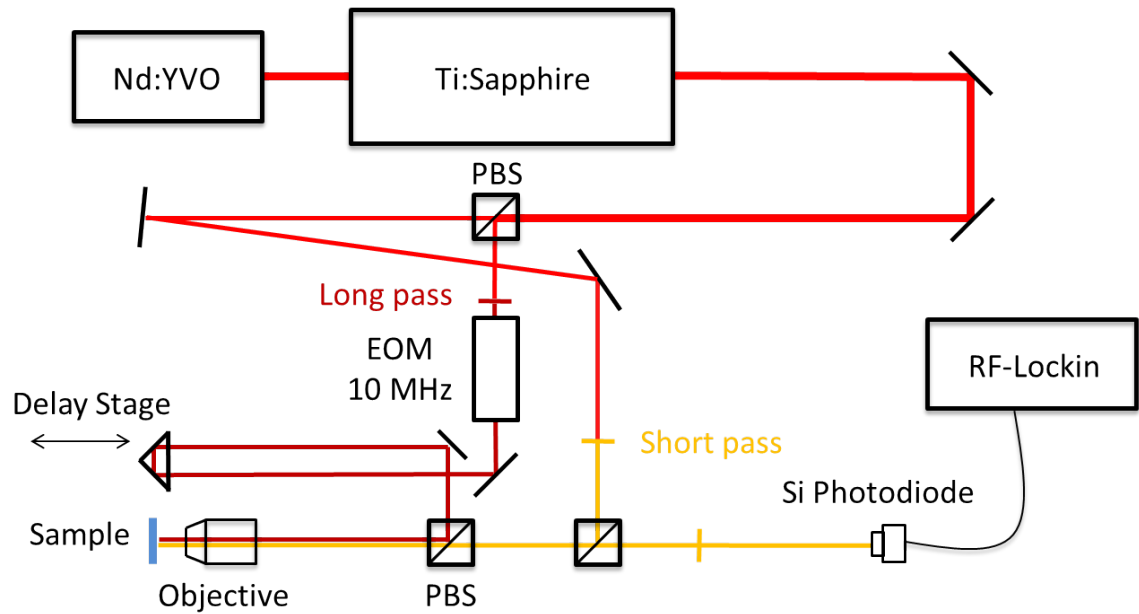 Nd:YVO
Ti:Sapphire
PBS
Long pass
EOM
10 MHz
RF-Lockin
Delay Stage
Short pass
Si Photodiode
Sample
Objective
PBS